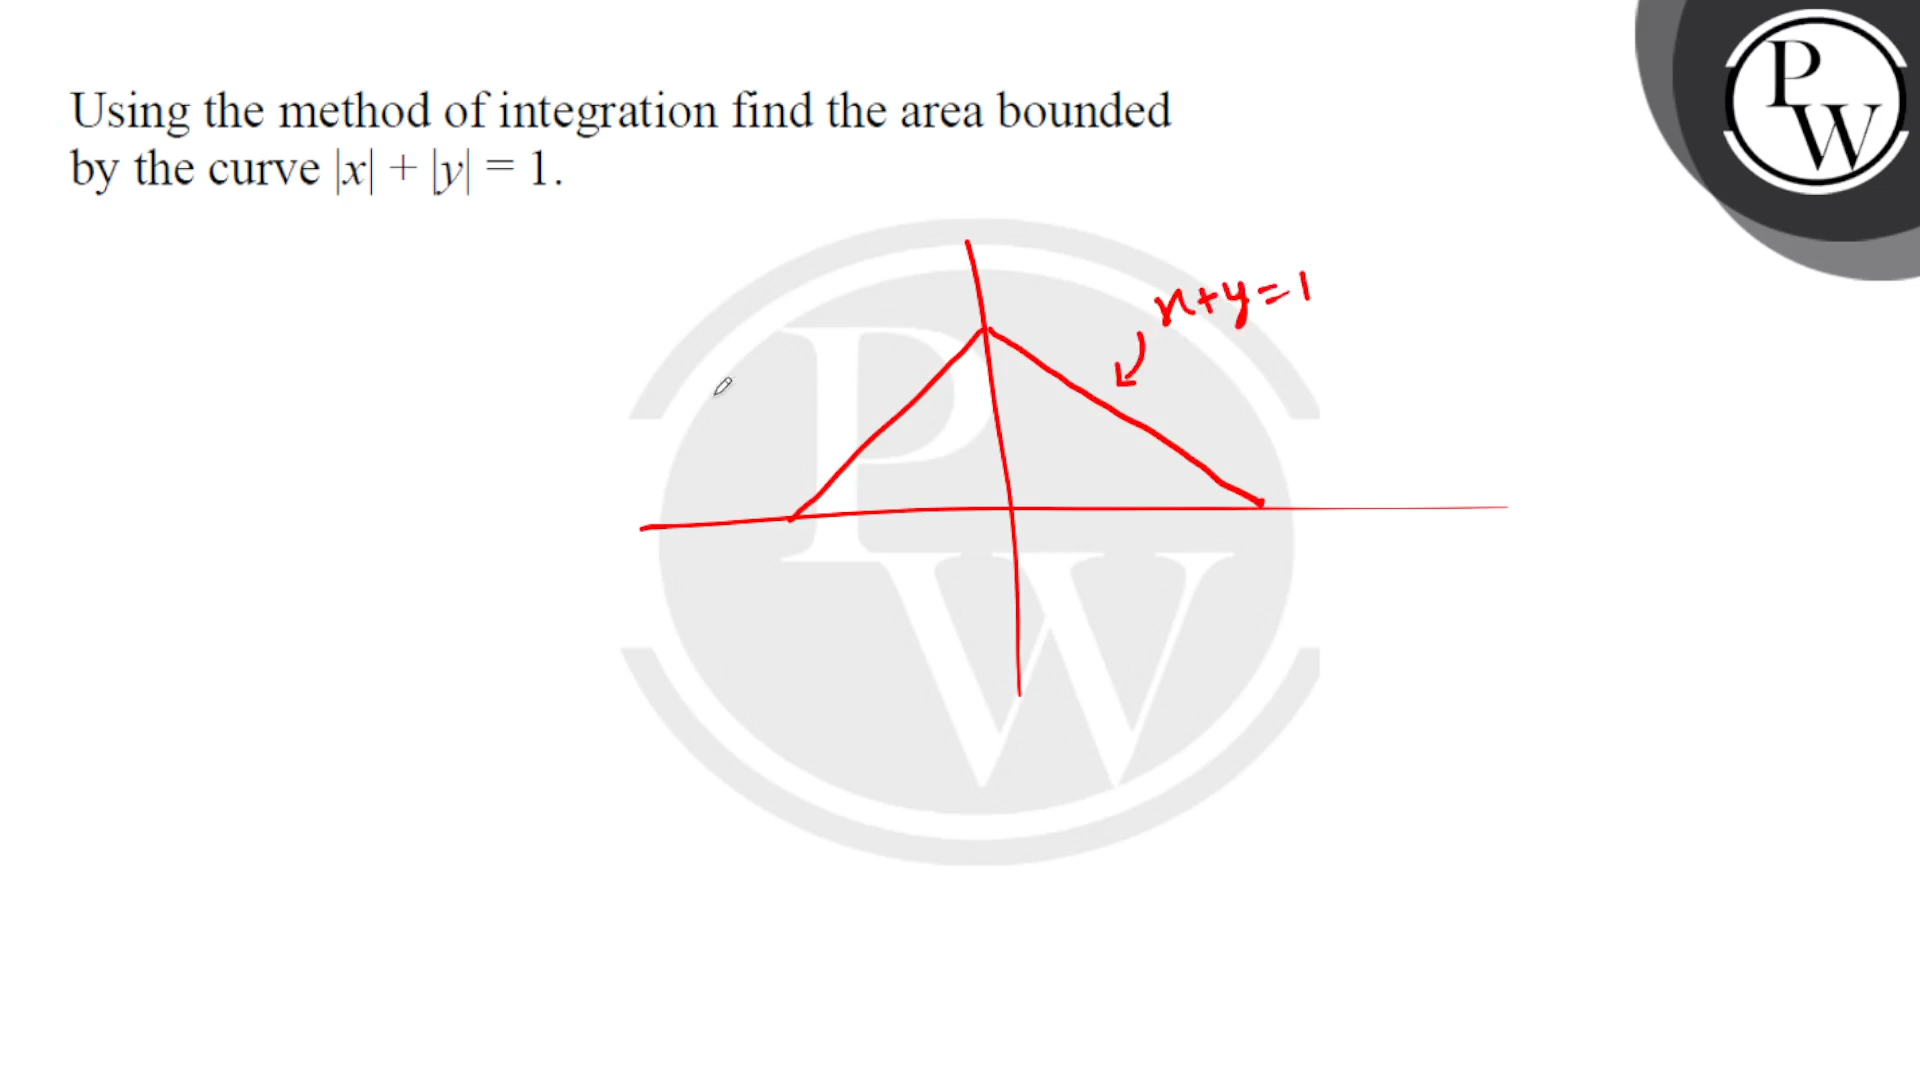 Using the method of integration find the area bounded
by the curve |x| + |y| = 1.
x+y=1
P
W
P
W